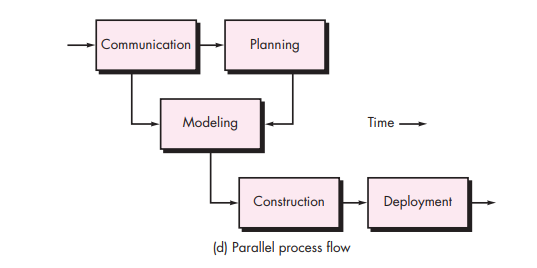 Communication
Planning
Modeling
Time
Construction
Deployment
(d) Parallel process flow